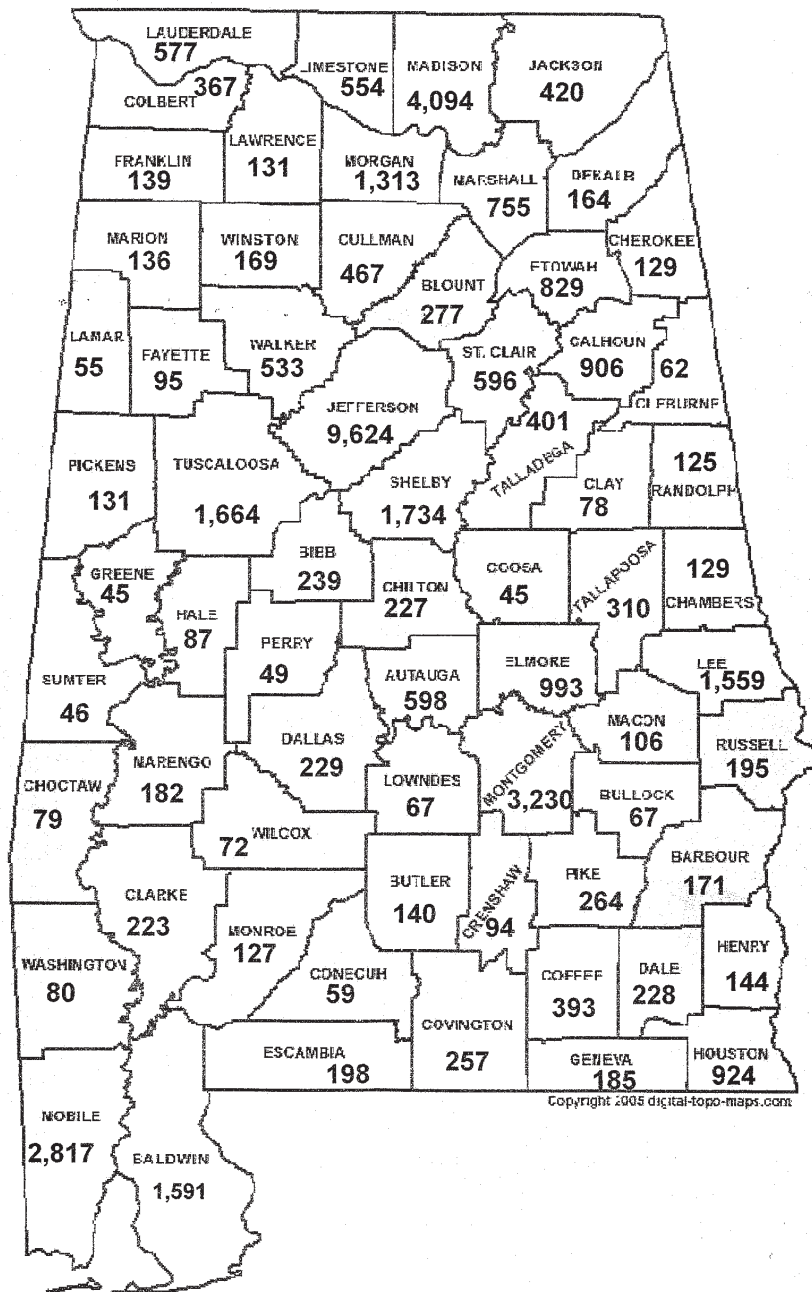 LAUDERDALE
577
367
COLBERT
LIMESTONE
554
MADISON
4,094
JACKSON
420
FRANKLIN
139
LAWRENCE
131
MORGAN
1,313
MARSHALL
755
DEKALB
164
MARION
136
WINSTON
169
CULLMAN
467
BLOUNT
277
ETOWAH
829
CHEROKEE
129
LAMAR
55
FAYETTE
95
WALKER
533
JEFFERSON
9,624
ST. CLAIR
596
CALHOUN
906
62
CLEBURNE
PICKENS
131
TUSCALOOSA
1,664
SHELBY
1,734
401
TALLADEGA
CLAY
78
125
RANDOLPH
GREENE
45
HALE
87
BIBB
239
CHILTON
227
COOSA
45
TALLAPOOSA
310
129
CHAMBERS
SUMTER
46
PERRY
49
AUTAUGA
598
ELMORE
993
LEE
1,559
NARENGO
182
DALLAS
229
LOWNDES
67
MONTGOMERY
3,230
MACON
106
RUSSELL
195
CHOCTAW
79
72
WILCOX
BULLOCK
67
CLARKE
223
BUTLER
140
CRENSHAW
94
PIKE
264
BARBOUR
171
WASHINGTON
80
MONROE
127
CONECUH
59
COVINGTON
257
COFFEE
393
DALE
228
HENRY
144
ESCAMBIA
198
GENEVA
185
HOUSTON
924
Copyright 2005 digital-topo-maps.com
MOBILE
2,817
BALDWIN
1,591